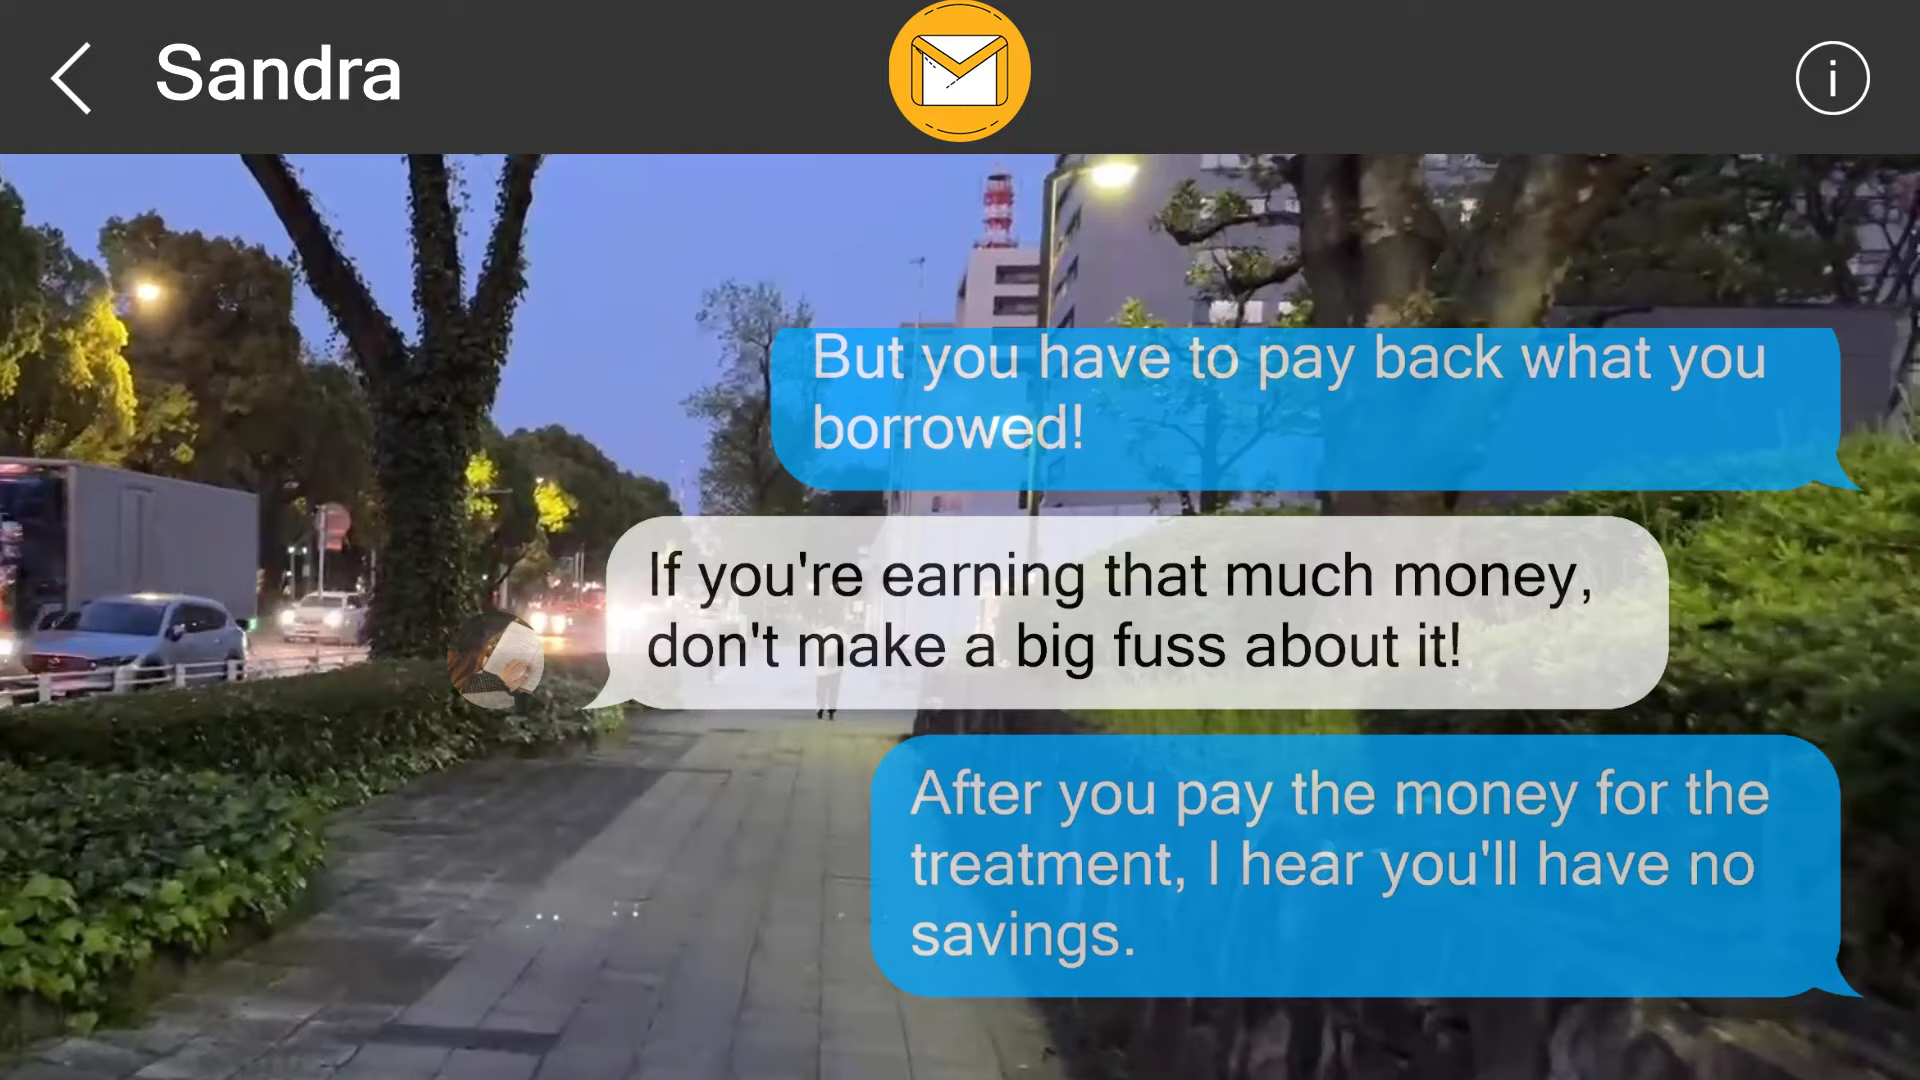 Sandra
i
But you have to pay back what you
borrowed!
If you're earning that much money,
don't make a big fuss about it!
After you pay the money for the
treatment, I hear you'll have no
savings.